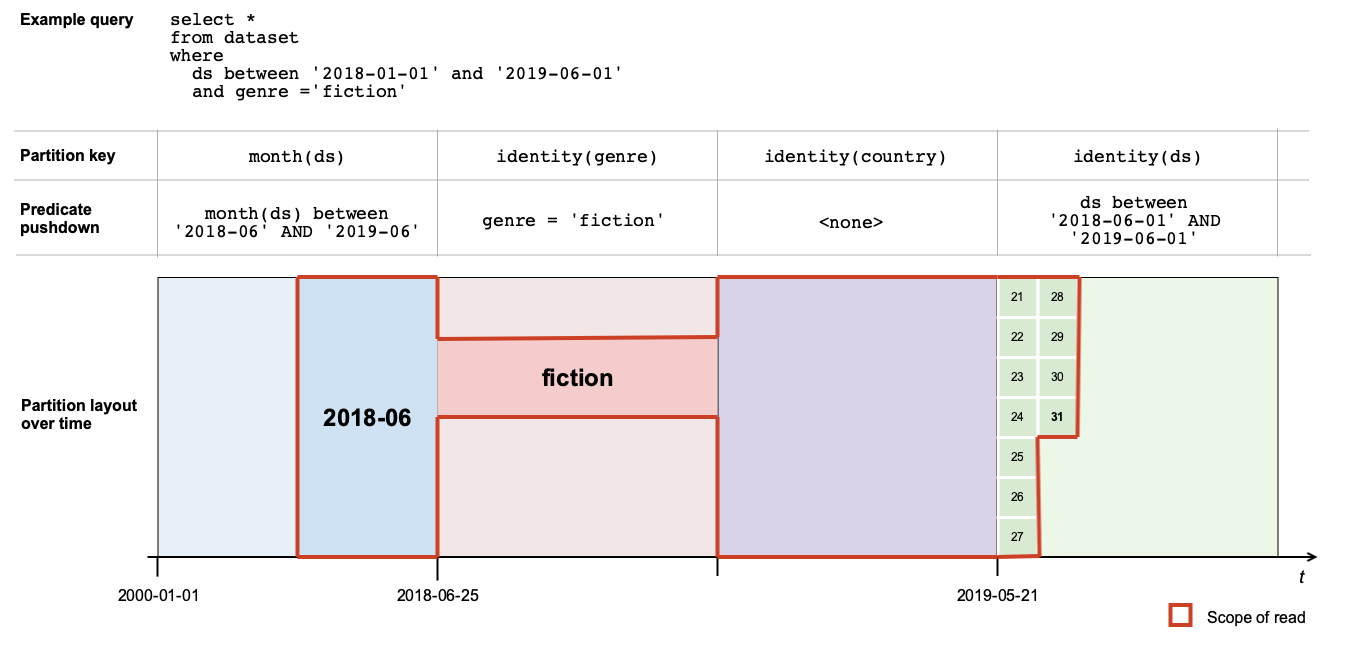 Example query
select *
from dataset
where
ds between '2018-01-01' and '2019-06-01'
and genre ='fiction'
Partition key
month(ds)
identity(genre)
identity(country)
identity(ds)
Predicate
pushdown
month(ds) between
'2018-06' AND '2019-06'
genre = 'fiction'
<none>
ds between
'2018-06-01' AND
'2019-06-01'
Partition layout
over time
2018-06
fiction
21 28
22 29
23 30
24 31
25
26
27
t
2000-01-01
2018-06-25
2019-05-21
Scope of read